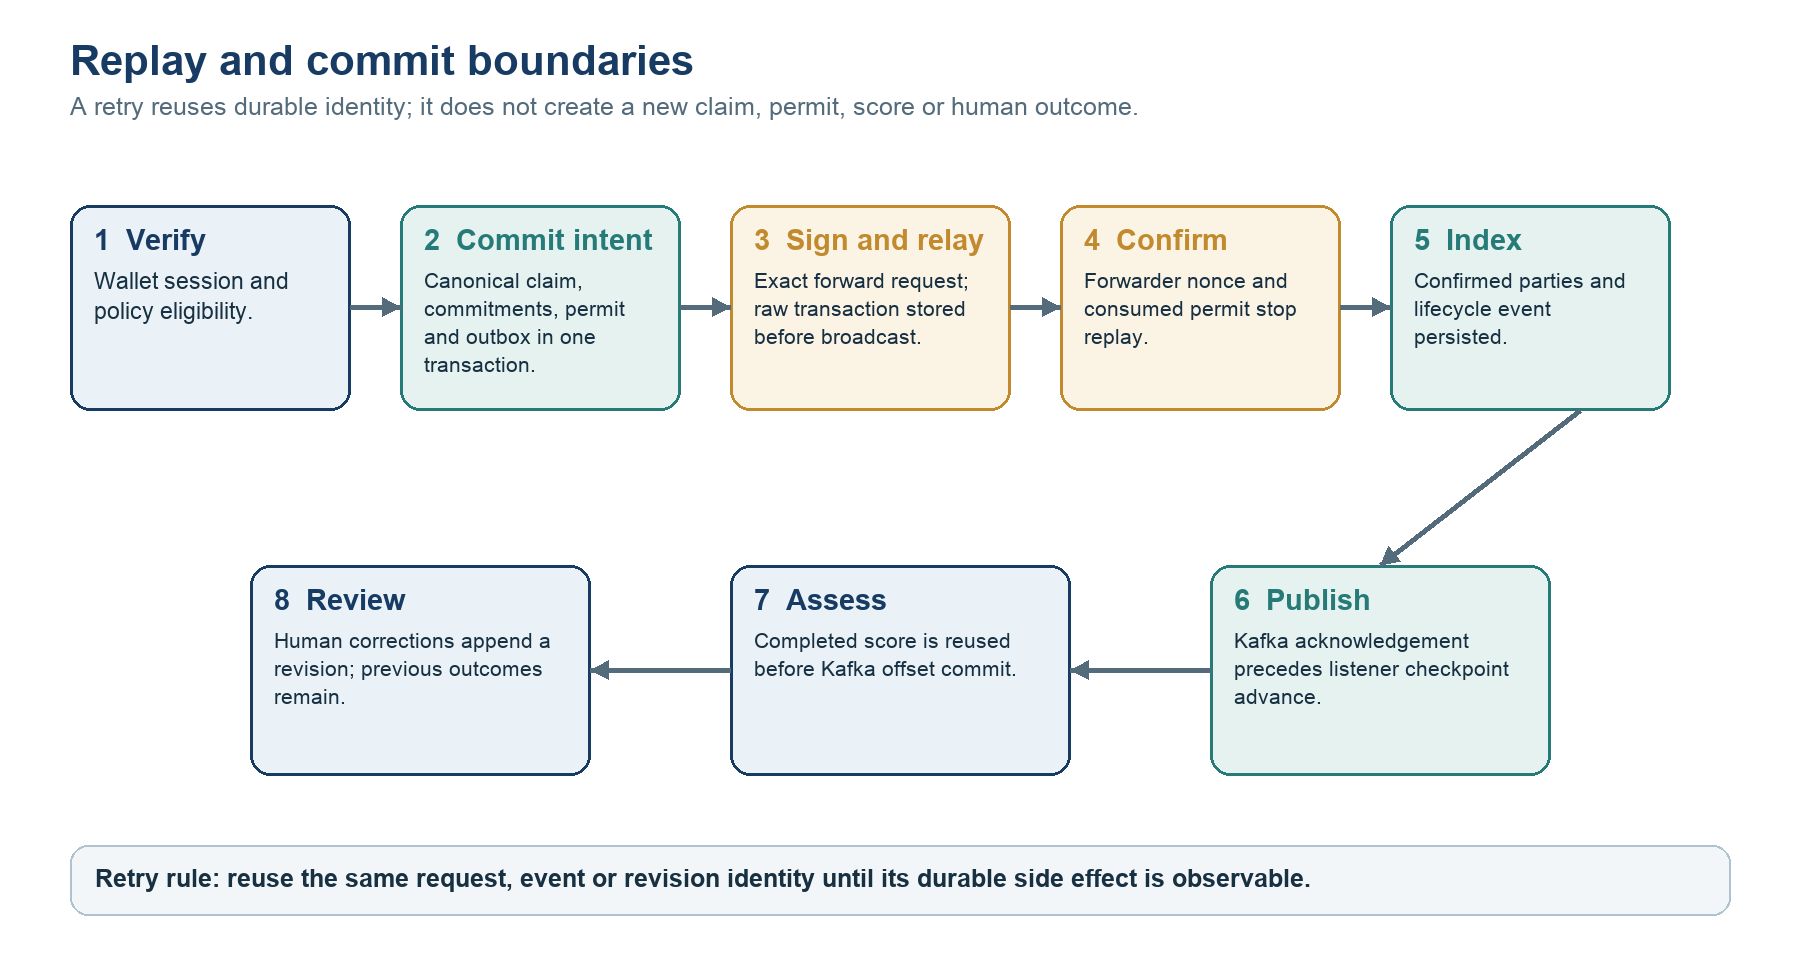 Replay and commit boundaries
A retry reuses durable identity; it does not create a new claim, permit, score or human outcome.
1 Verify
Wallet session and
policy eligibility.
2 Commit intent
Canonical claim,
commitments, permit
and outbox in one
transaction.
3 Sign and relay
Exact forward request;
raw transaction stored
before broadcast.
4 Confirm
Forwarder nonce and
consumed permit stop
replay.
5 Index
Confirmed parties and
lifecycle event
persisted.
6 Publish
Kafka acknowledgement
precedes listener checkpoint
advance.
7 Assess
Completed score is reused
before Kafka offset commit.
8 Review
Human corrections append a
revision; previous outcomes
remain.
Retry rule: reuse the same request, event or revision identity until its durable side effect is observable.